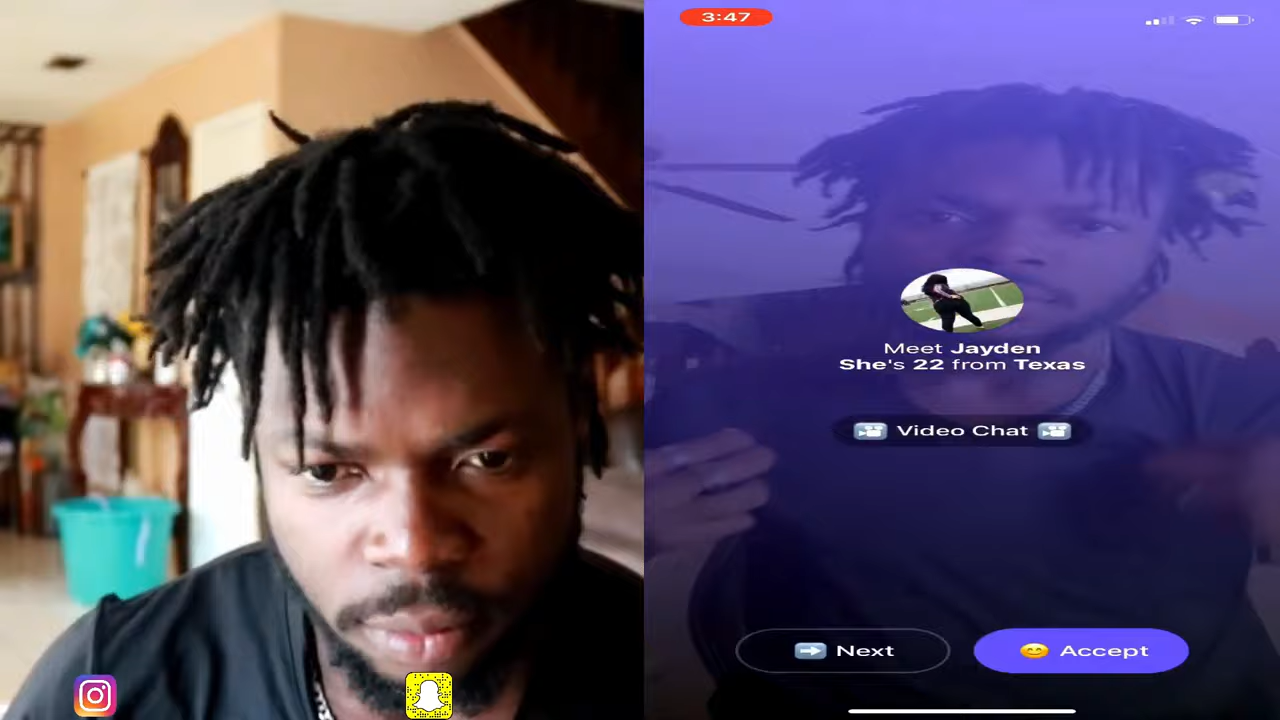 3:47
Meet Jayden
She's 22 from Texas
Video Chat
Next
Accept